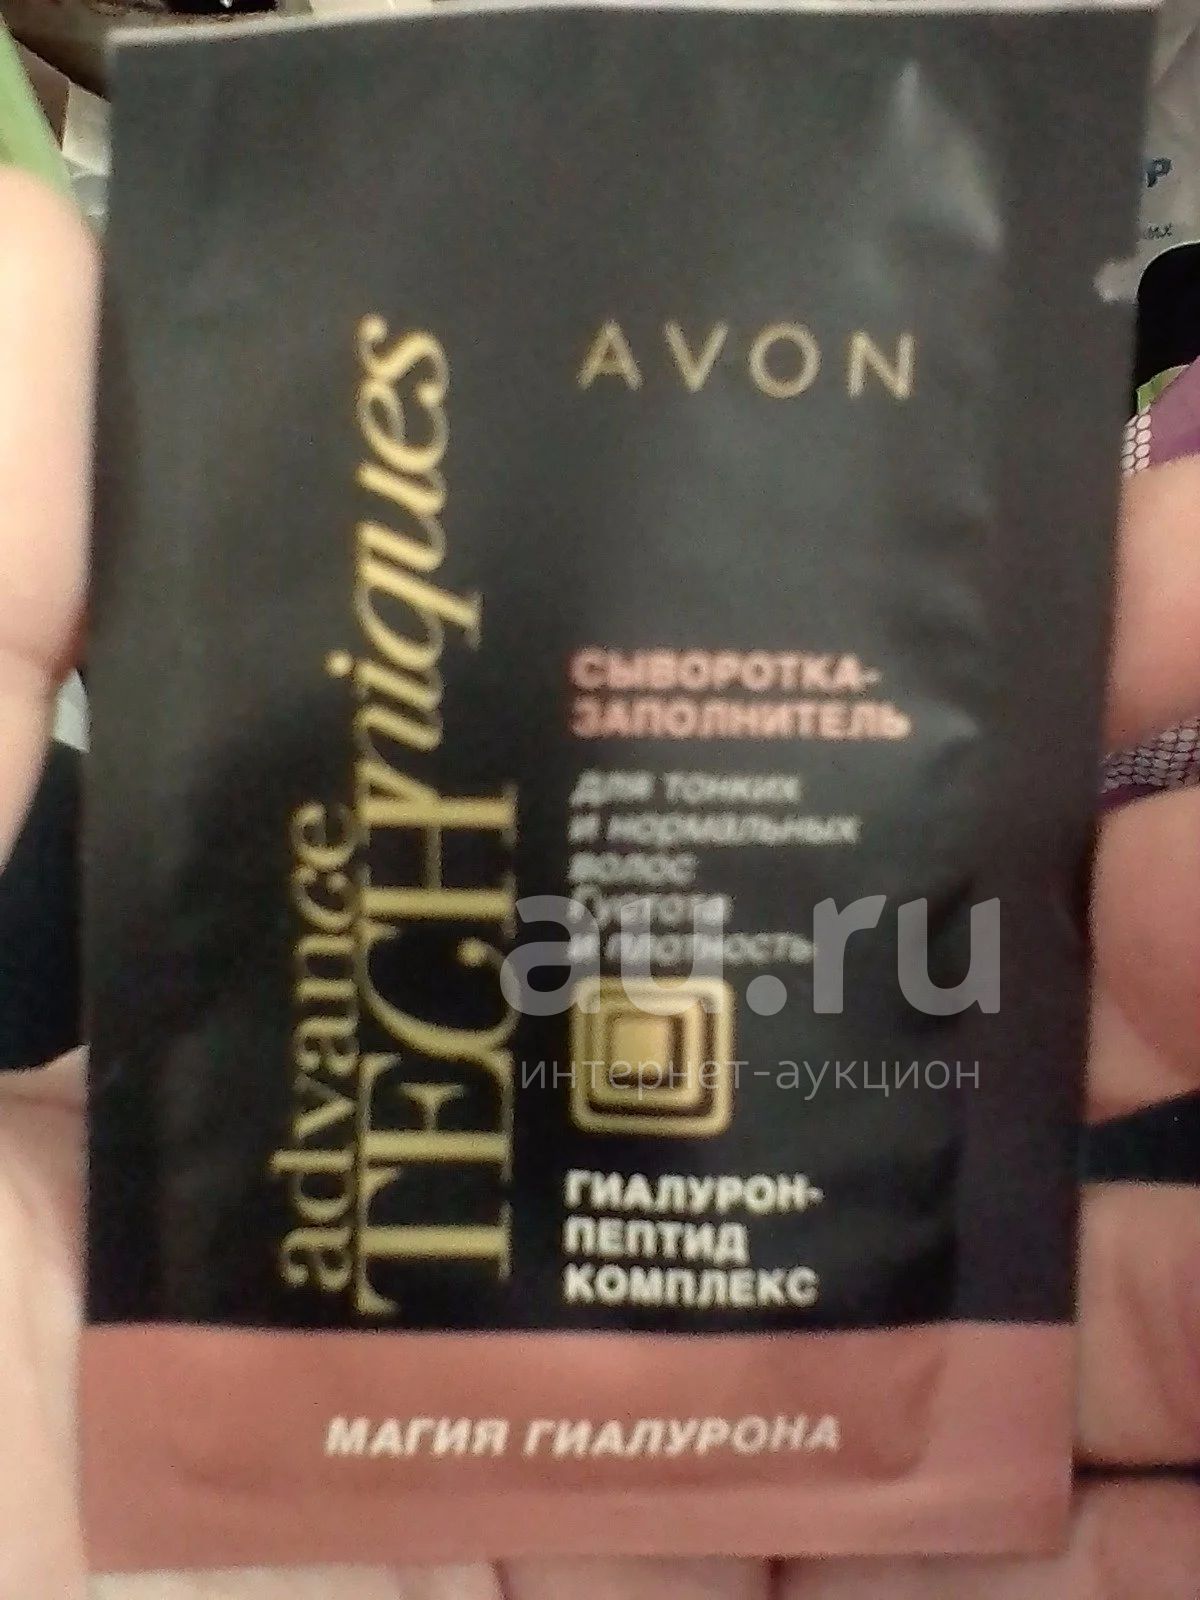 AVON
advance
TECHniques
СЫВОРОТКА-
ЗАПОЛНИТЕЛЬ
для тонких
и нормальных
волос
Густота
и плотность
au.ru
интернет-аукцион
ГИАЛУРОН-
ПЕПТИД
КОМПЛЕКС
МАГИЯ ГИАЛУРОНА